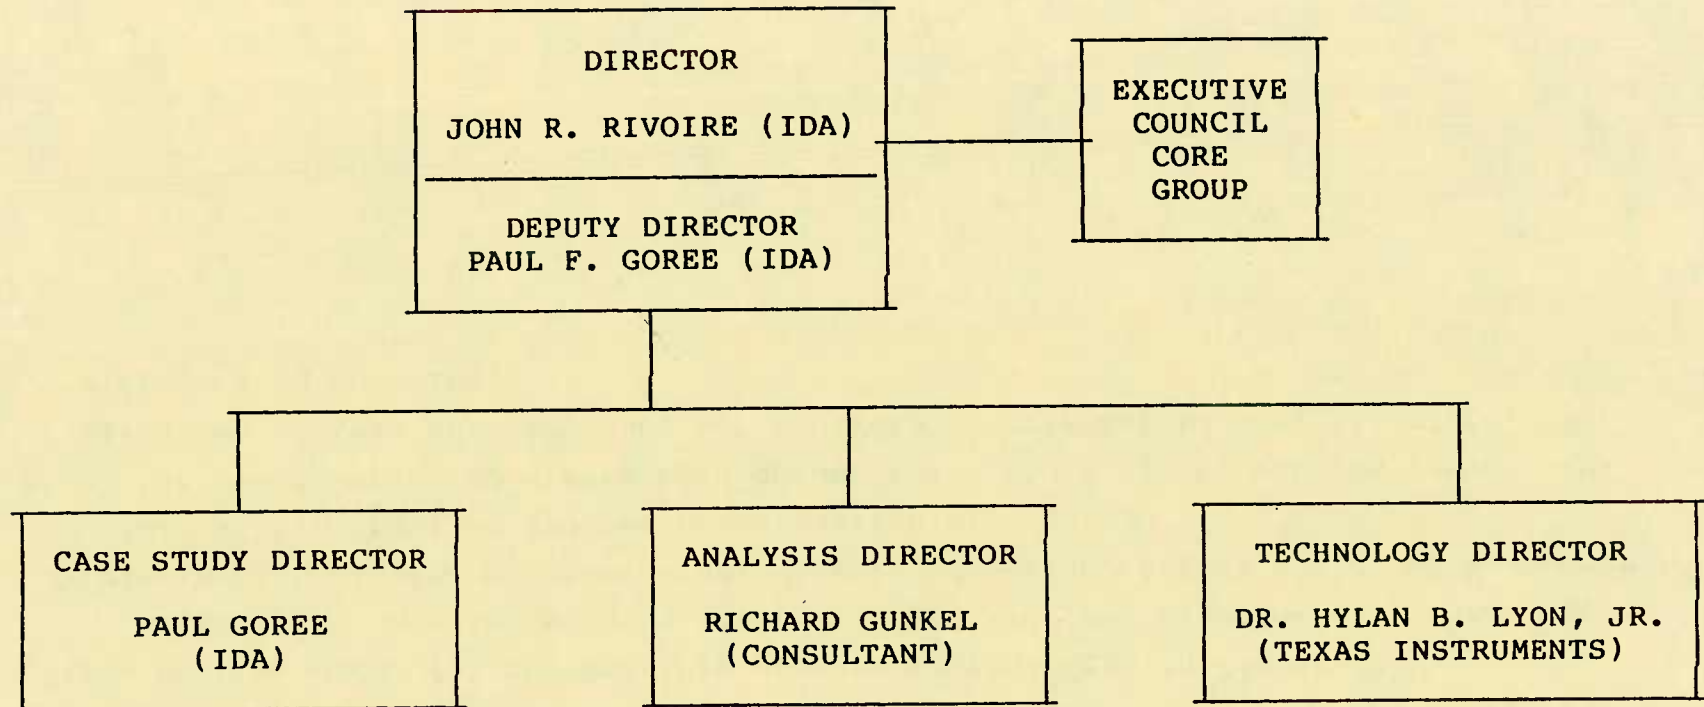 DIRECTOR
JOHN R. RIVOIRE (IDA)
DEPUTY DIRECTOR
PAUL F. GOREE (IDA)
EXECUTIVE
COUNCIL
CORE
GROUP
CASE STUDY DIRECTOR
PAUL GOREE
(IDA)
ANALYSIS DIRECTOR
RICHARD GUNKEL
(CONSULTANT)
TECHNOLOGY DIRECTOR
DR. HYLAN B. LYON, JR.
(TEXAS INSTRUMENTS)